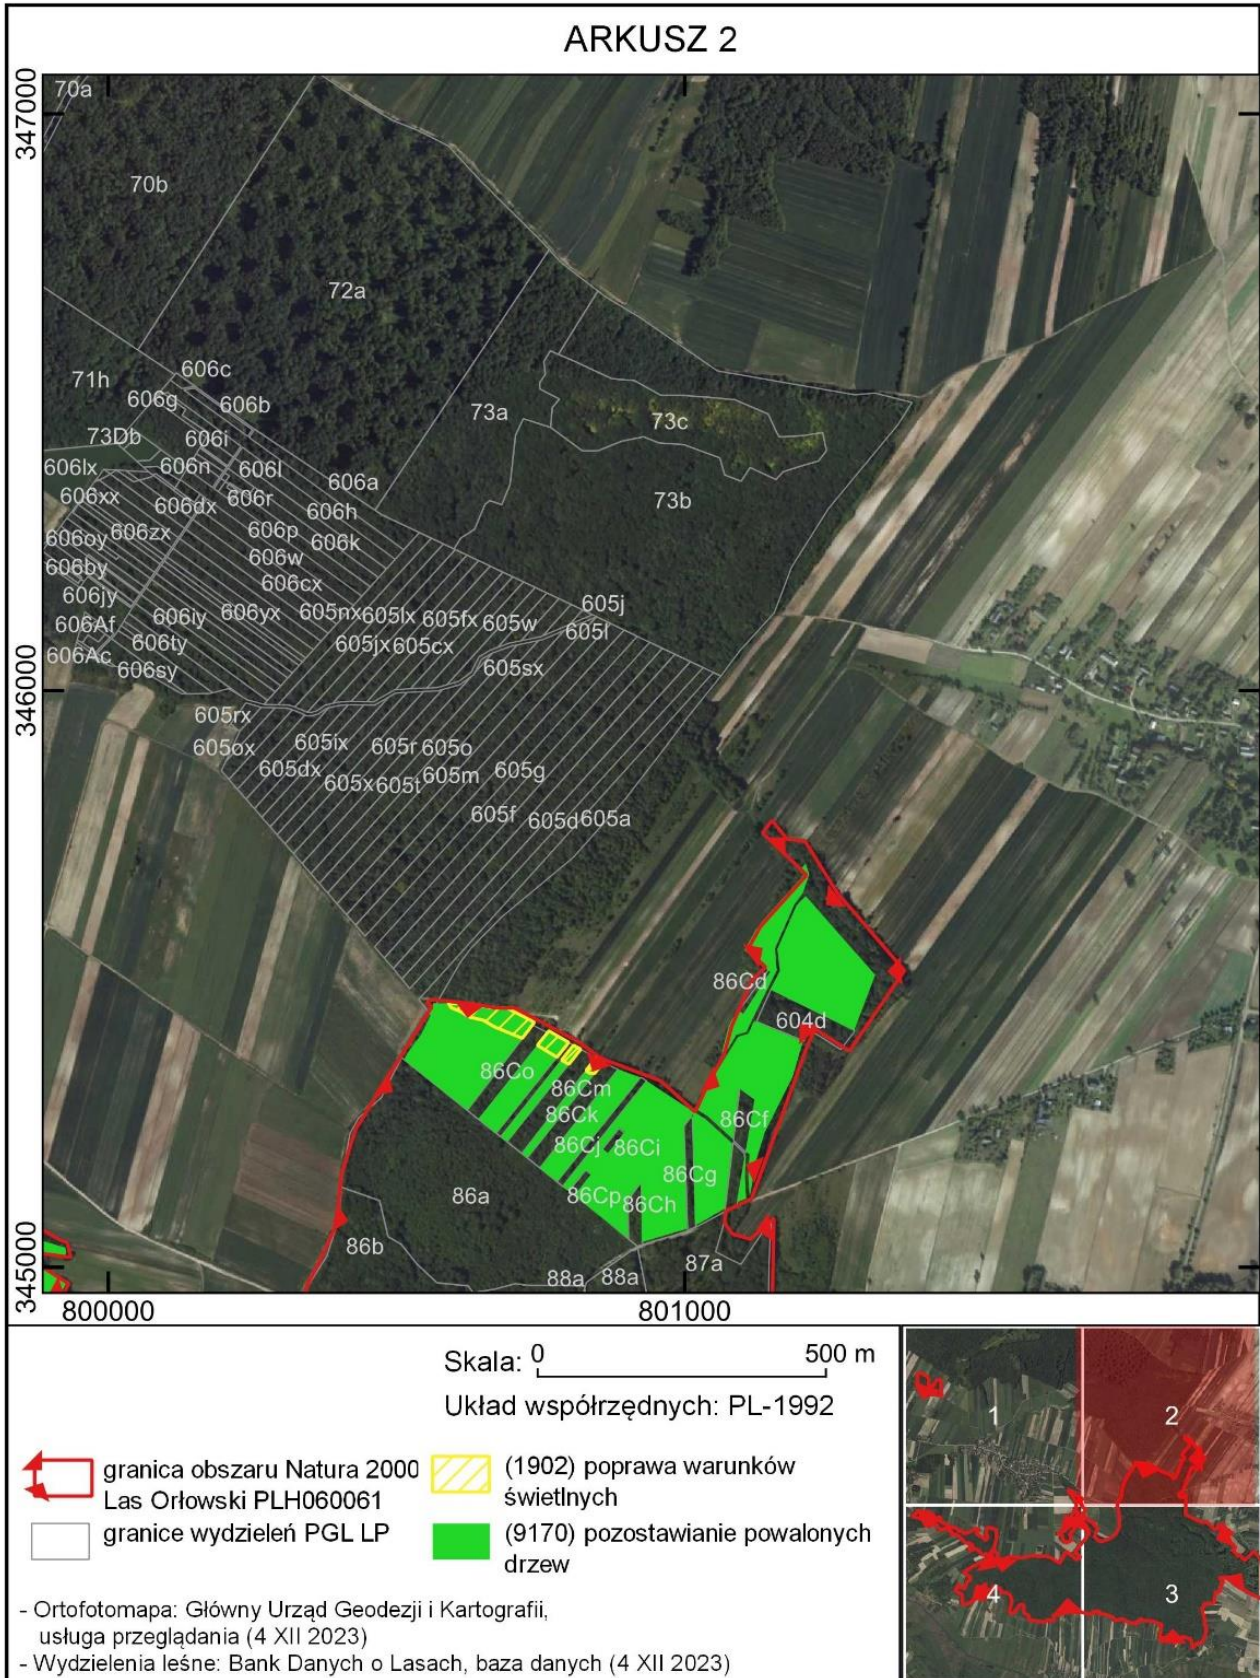 ARKUSZ 2
347000
346000
345000
70a
70b
72a
71h
606c
606g
606b
73a
73c
73Db
606i
606lx
606n
606l
606a
606xx
606dx
606r
606h
73b
606oy
606zx
606p
606k
606by
606w
606jy
606cx
606Af
606iy
606yx
605nx
605lx
605fx
605w
605j
605l
606Ac
606ty
605jx
605cx
606sy
605sx
605rx
605ox
605ix
605r
605o
605dx
605x
605t
605m
605g
605f
605d
605a
86Cd
604d
86Co
86Cm
86Ck
86Cf
86Cj
86Ci
86Cg
86a
86Cp
86Ch
86b
88a
88a
87a
800000
801000
Skala: 0 500 m
Układ współrzędnych: PL-1992
granica obszaru Natura 2000
Las Orłowski PLH060061
granice wydzieleń PGL LP
(1902) poprawa warunków
świetlnych
(9170) pozostawianie powalonych
drzew
- Ortofotomapa: Główny Urząd Geodezji i Kartografii,
usługa przeglądania (4 XII 2023)
- Wydzielenia leśne: Bank Danych o Lasach, baza danych (4 XII 2023)
1
2
4
3